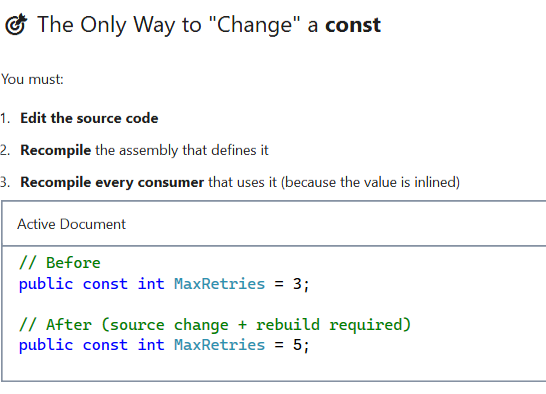 The Only Way to "Change" a const
You must:
1. Edit the source code
2. Recompile the assembly that defines it
3. Recompile every consumer that uses it (because the value is inlined)
Active Document
// Before
public const int MaxRetries = 3;
// After (source change + rebuild required)
public const int MaxRetries = 5;